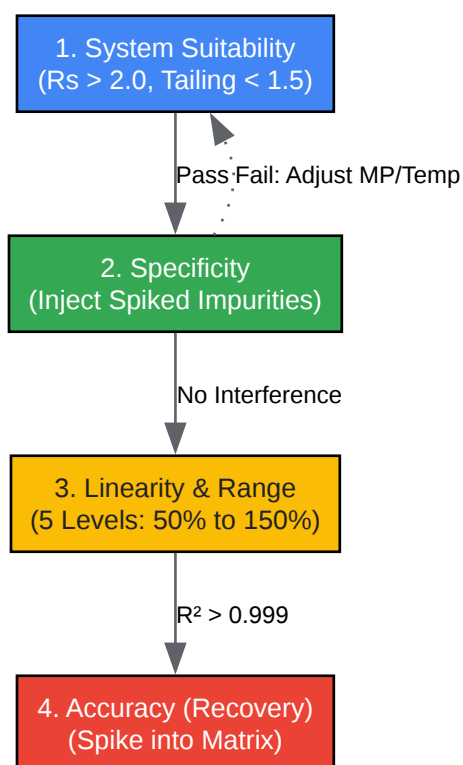 1. System Suitability
(Rs > 2.0, Tailing < 1.5)
Pass Fail: Adjust MP/Temp
2. Specificity
(Inject Spiked Impurities)
No Interference
3. Linearity & Range
(5 Levels: 50% to 150%)
R² > 0.999
4. Accuracy (Recovery)
(Spike into Matrix)